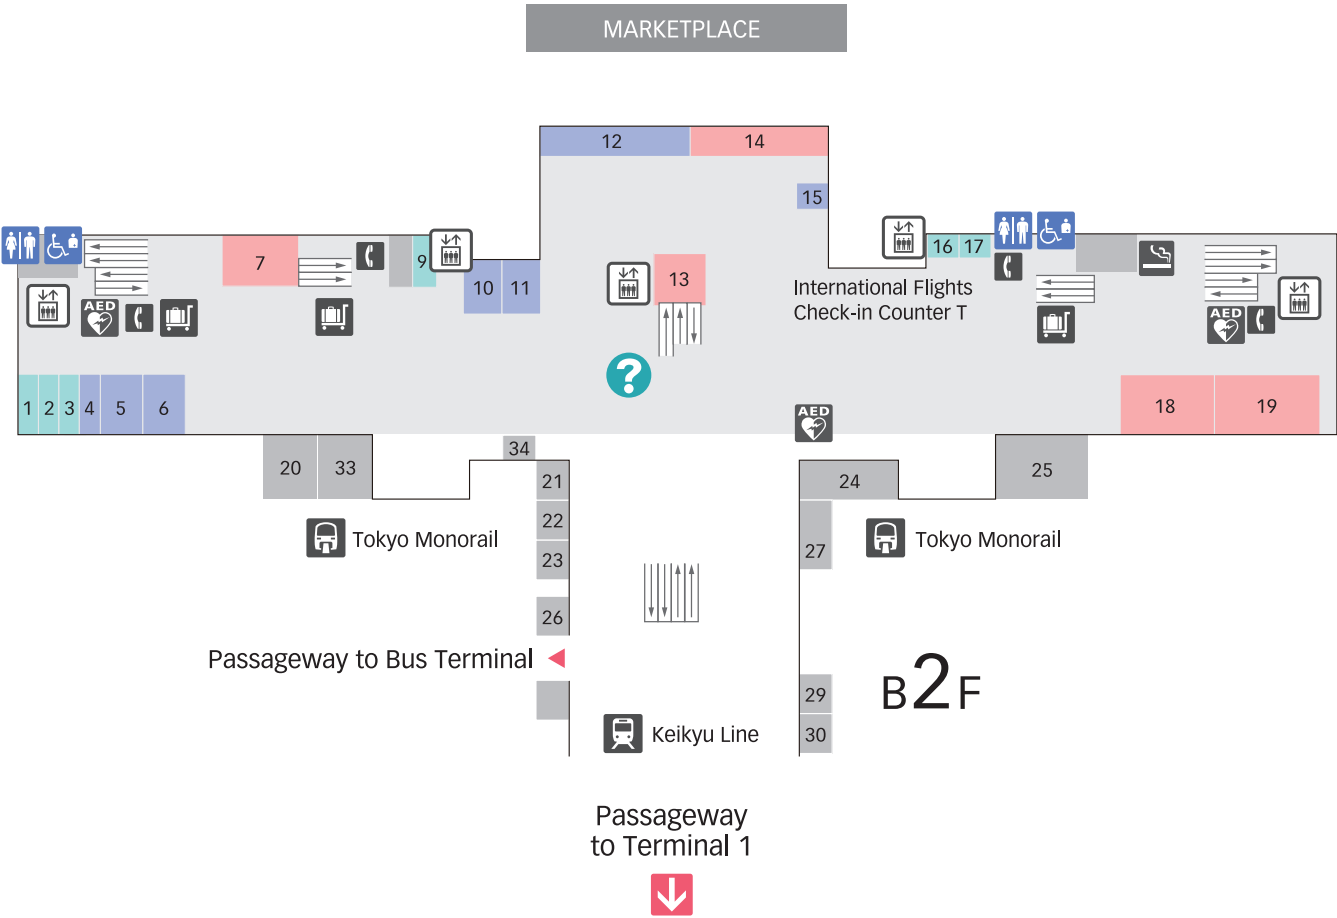 MARKETPLACE
12
14
15
7
9
10
11
13
16
17
International Flights
Check-in Counter T
AED
AED
1
2
3
4
5
6
?
AED
18
19
20
33
34
21
22
23
24
25
27
Tokyo Monorail
Tokyo Monorail
26
Passageway to Bus Terminal
29
30
B2F
Keikyu Line
Passageway
to Terminal 1